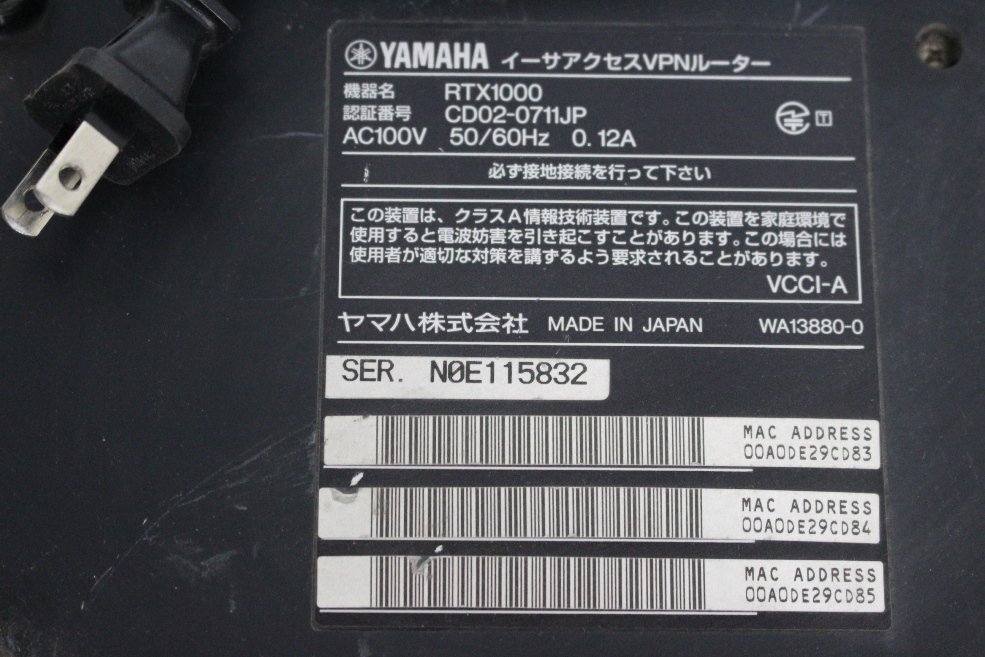 YAMAHA イーサアクセスVPNルーター
機器名 RTX1000
認証番号 CD02-0711JP
T
AC100V 50/60Hz 0.12A
必ず接地接続を行って下さい
この装置は、クラスA情報技術装置です。この装置を家庭環境で
使用すると電波妨害を引き起こすことがあります。この場合には
使用者が適切な対策を講ずるよう要求されることがあります。
VCCI-A
ヤマハ株式会社 MADE IN JAPAN WA13880-0
SER. N0E115832
MAC ADDRESS
00A0DE29CD83
MAC ADDRESS
00A0DE29CD84
MAC ADDRESS
00A0DE29CD85